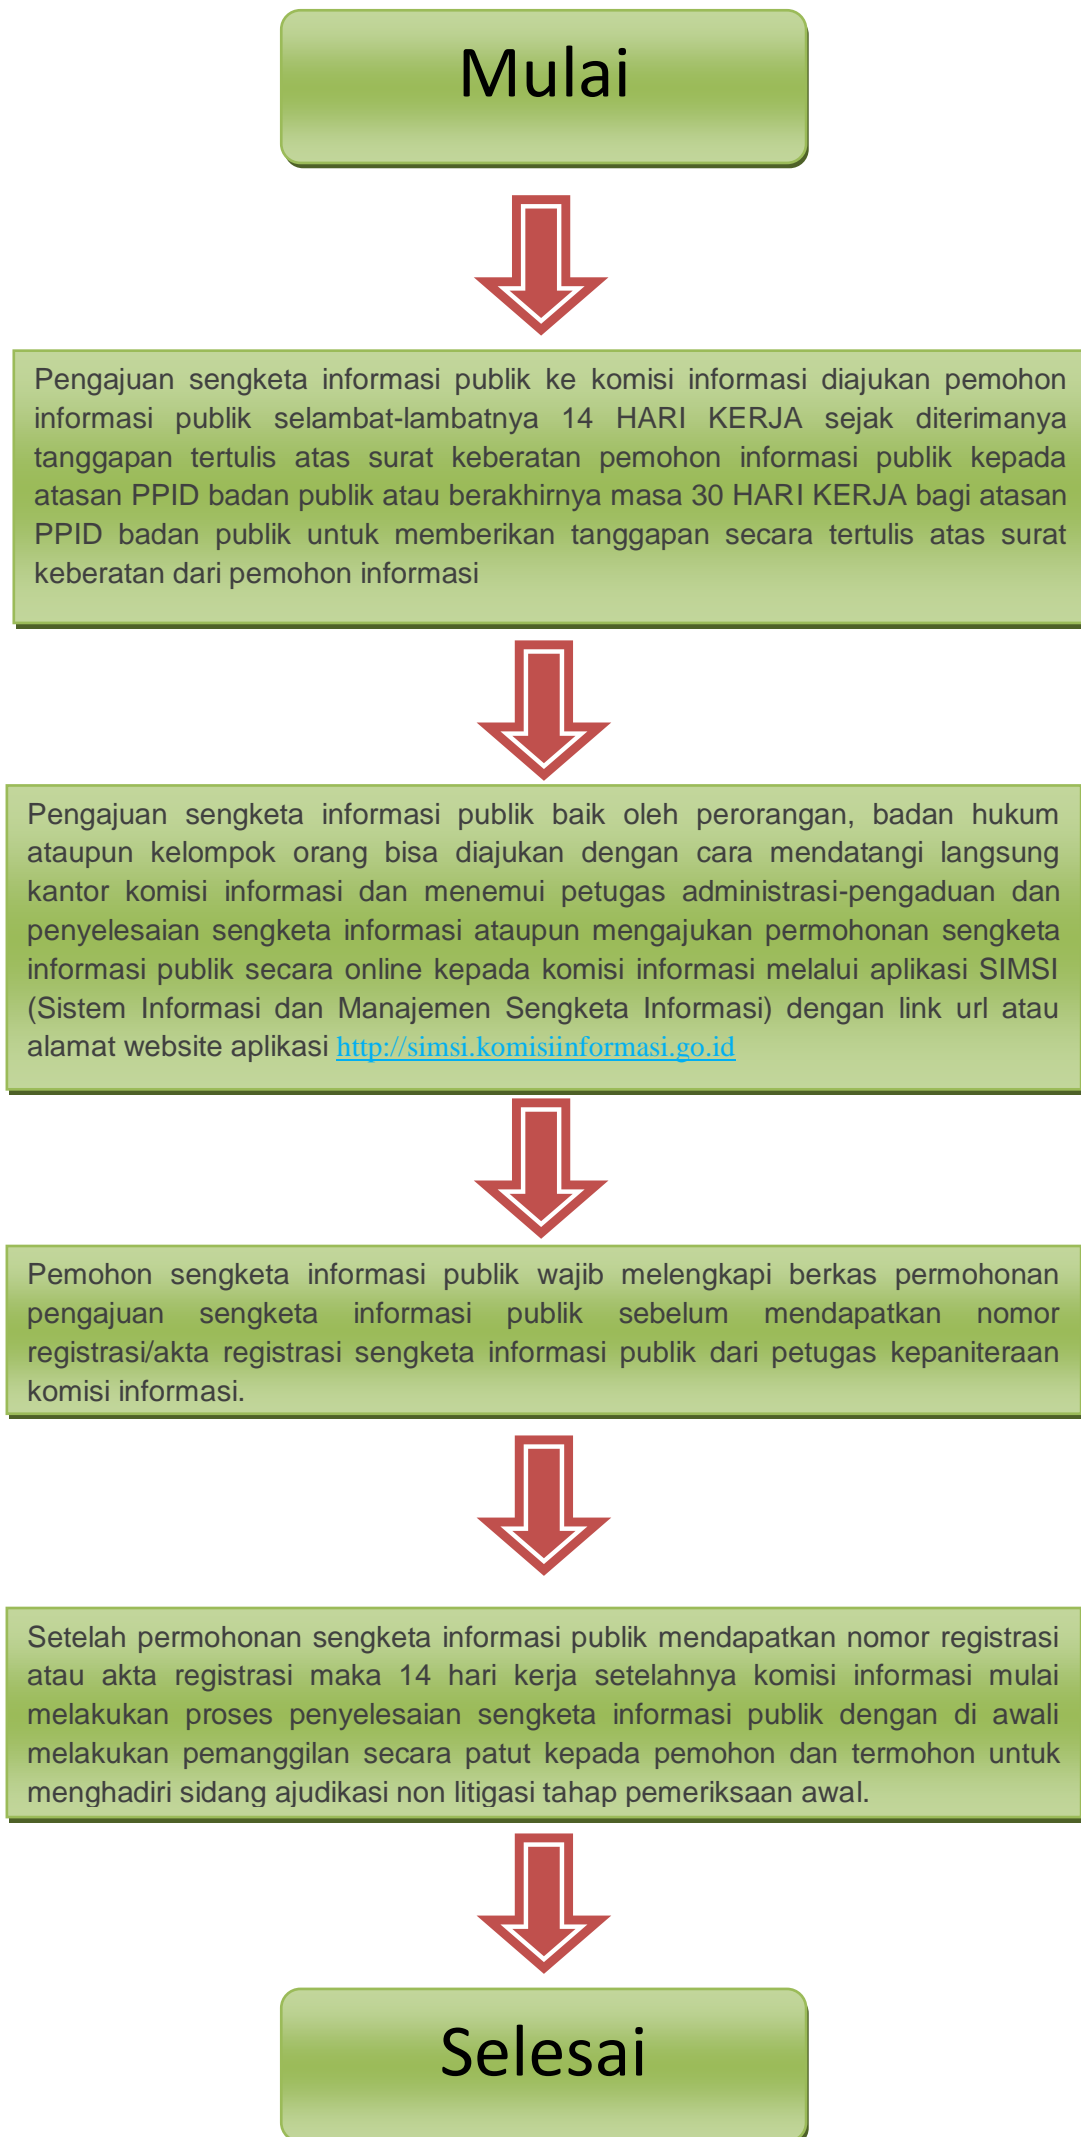 Mulai
Pengajuan sengketa informasi publik ke komisi informasi diajukan pemohon
informasi publik selambat-lambatnya 14 HARI KERJA sejak diterimanya
tanggapan tertulis atas surat keberatan pemohon informasi publik kepada
atasan PPID badan publik atau berakhirnya masa 30 HARI KERJA bagi atasan
PPID badan publik untuk memberikan tanggapan secara tertulis atas surat
keberatan dari pemohon informasi
Pengajuan sengketa informasi publik baik oleh perorangan, badan hukum
ataupun kelompok orang bisa diajukan dengan cara mendatangi langsung
kantor komisi informasi dan menemui petugas administrasi-pengaduan dan
penyelesaian sengketa informasi ataupun mengajukan permohonan sengketa
informasi publik secara online kepada komisi informasi melalui aplikasi SIMSI
(Sistem Informasi dan Manajemen Sengketa Informasi) dengan link url atau
alamat website aplikasi http://simsi.komisiinformasi.go.id
Pemohon sengketa informasi publik wajib melengkapi berkas permohonan
pengajuan sengketa informasi publik sebelum mendapatkan nomor
registrasi/akta registrasi sengketa informasi publik dari petugas kepaniteraan
komisi informasi.
Setelah permohonan sengketa informasi publik mendapatkan nomor registrasi
atau akta registrasi maka 14 hari kerja setelahnya komisi informasi mulai
melakukan proses penyelesaian sengketa informasi publik dengan di awali
melakukan pemanggilan secara patut kepada pemohon dan termohon untuk
menghadiri sidang ajudikasi non litigasi tahap pemeriksaan awal.
Selesai